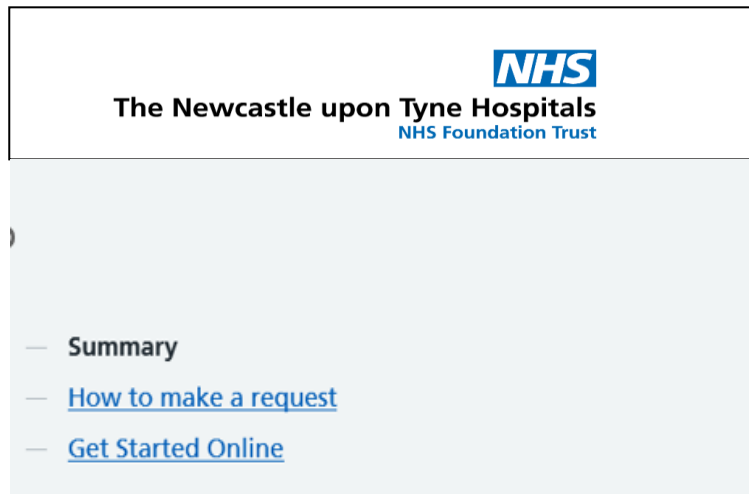 NHS
The Newcastle upon Tyne Hospitals
NHS Foundation Trust
Summary
How to make a request
Get Started Online